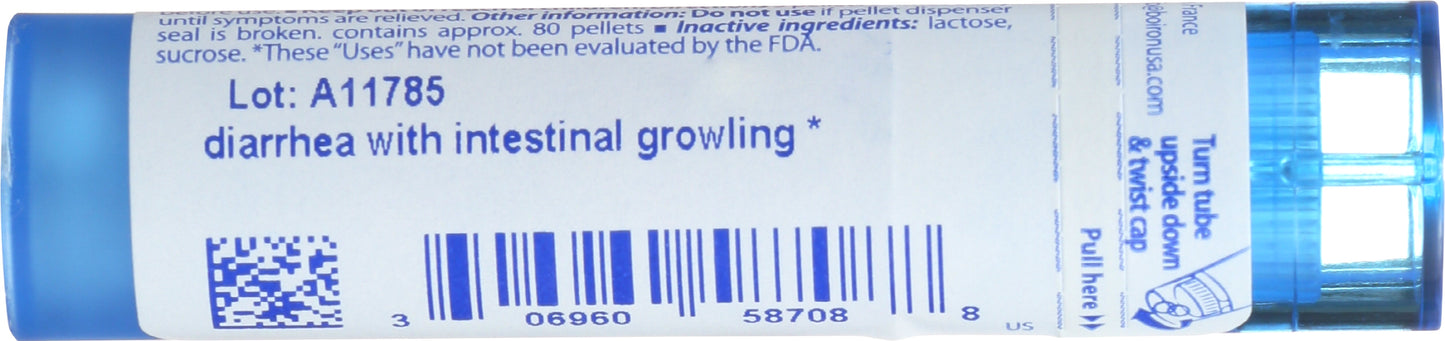 until symptoms are relieved. Other information: Do not use if pellet dispenser
seal is broken. contains approx. 80 pellets ■ Inactive ingredients: lactose,
sucrose. *These "Uses" have not been evaluated by the FDA.
Lot: A11785
diarrhea with intestinal growling *
3 06960 58708 8
US
france
@boironusa.com
Turn tube
upside down
& twist cap
Pull here